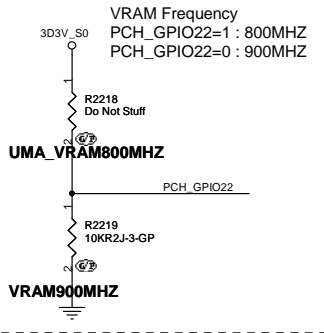 VRAM Frequency
3D3V_S0
PCH_GPIO22=1 : 800MHZ
PCH_GPIO22=0 : 900MHZ
1
R2218
Do Not Stuff
2
UMA_VRAM800MHZ
PCH_GPIO22
1
R2219
10KR2J-3-GP
2
VRAM900MHZ